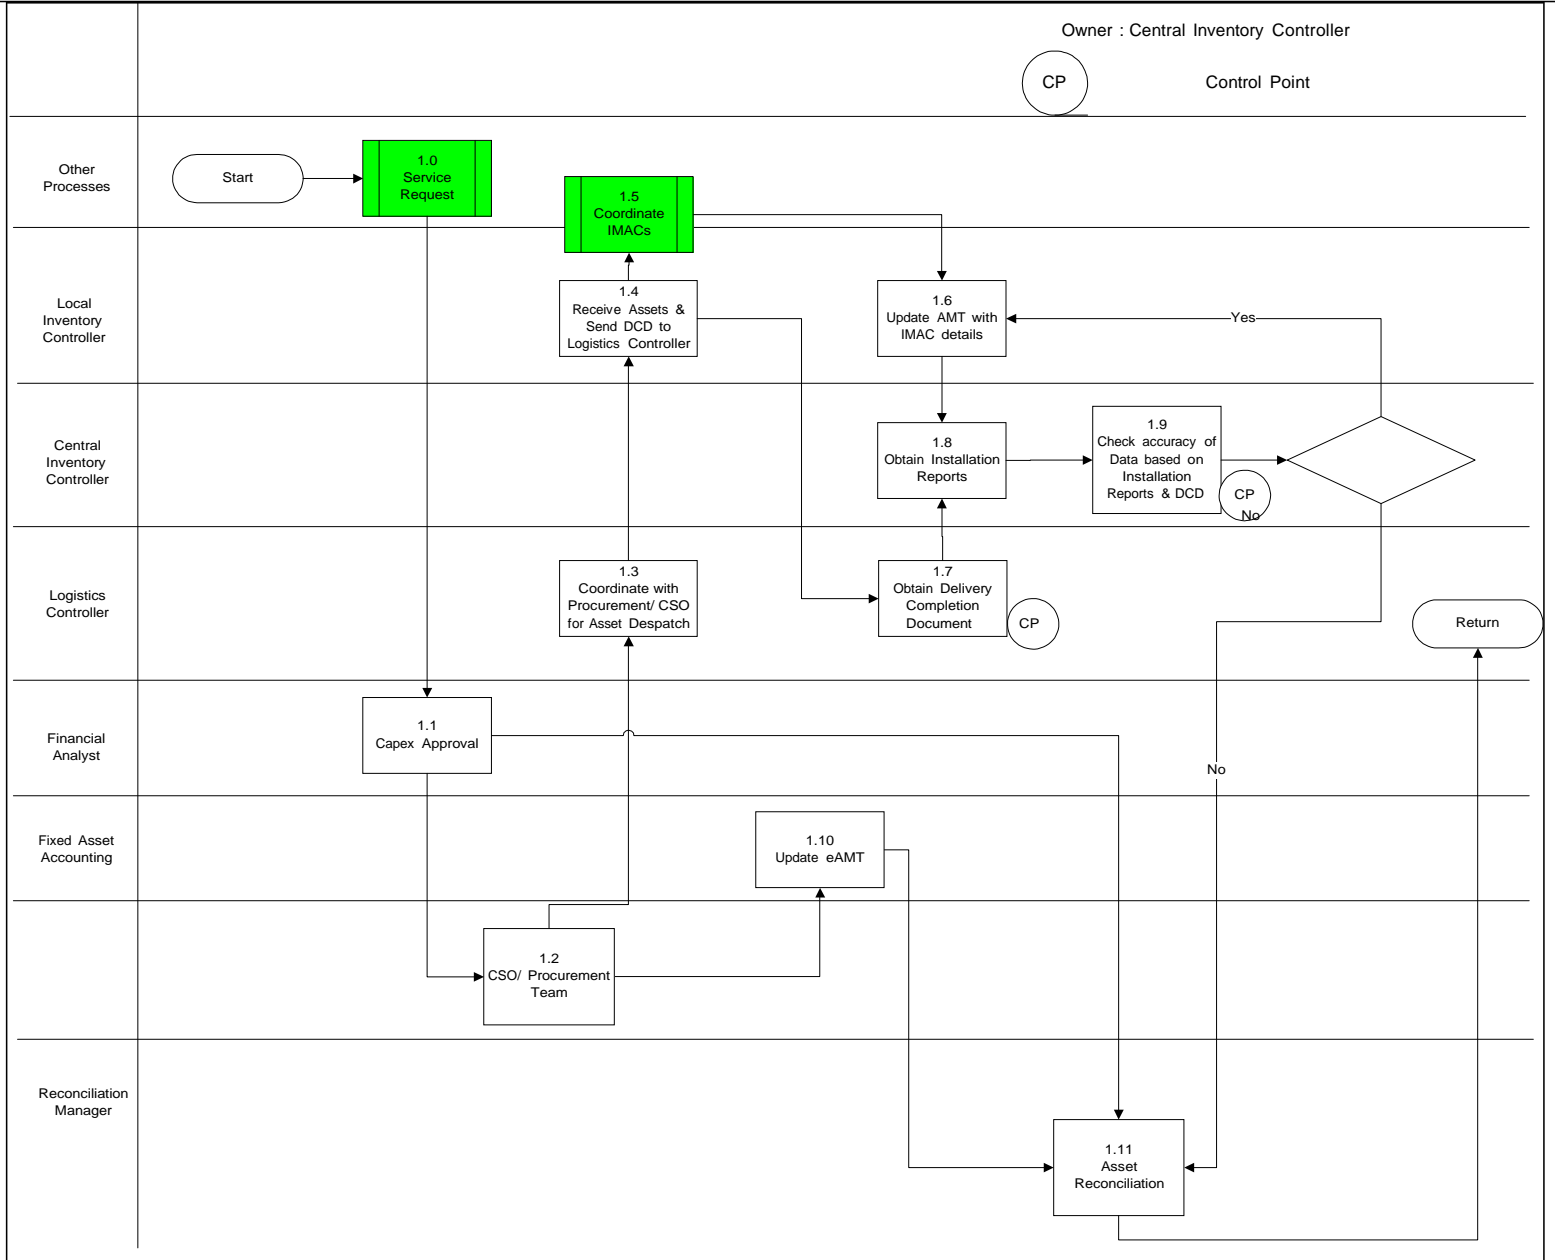 Owner : Central Inventory Controller
CP
Control Point
Other
Processes
Start
1.0
Service
Request
1.5
Coordinate
IMACs
Local
Inventory
Controller
1.4
Receive Assets &
Send DCD to
Logistics Controller
1.6
Update AMT with
IMAC details
Yes
Central
Inventory
Controller
1.8
Obtain Installation
Reports
1.9
Check accuracy of
Data based on
Installation
Reports & DCD
CP
No
Logistics
Controller
1.3
Coordinate with
Procurement/ CSO
for Asset Despatch
1.7
Obtain Delivery
Completion
Document
CP
Return
Financial
Analyst
1.1
Capex Approval
No
Fixed Asset
Accounting
1.10
Update eAMT
1.2
CSO/ Procurement
Team
Reconciliation
Manager
1.11
Asset
Reconciliation